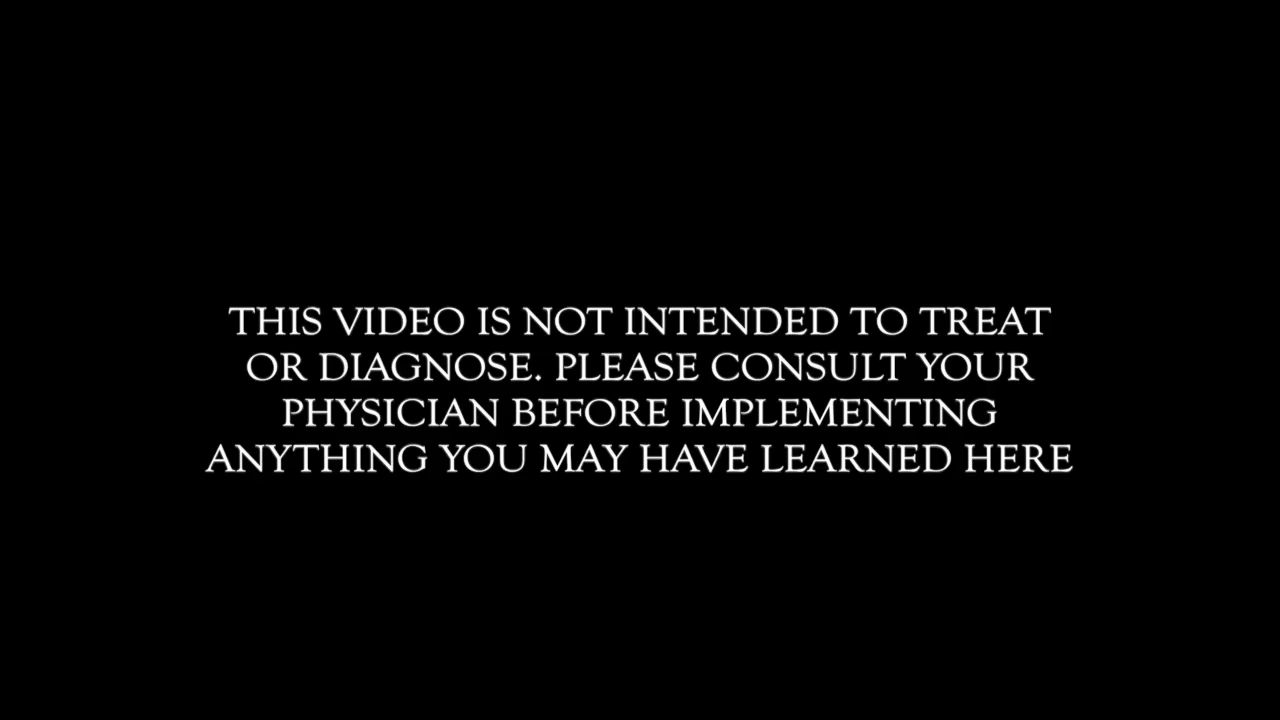 THIS VIDEO IS NOT INTENDED TO TREAT
OR DIAGNOSE. PLEASE CONSULT YOUR
PHYSICIAN BEFORE IMPLEMENTING
ANYTHING YOU MAY HAVE LEARNED HERE